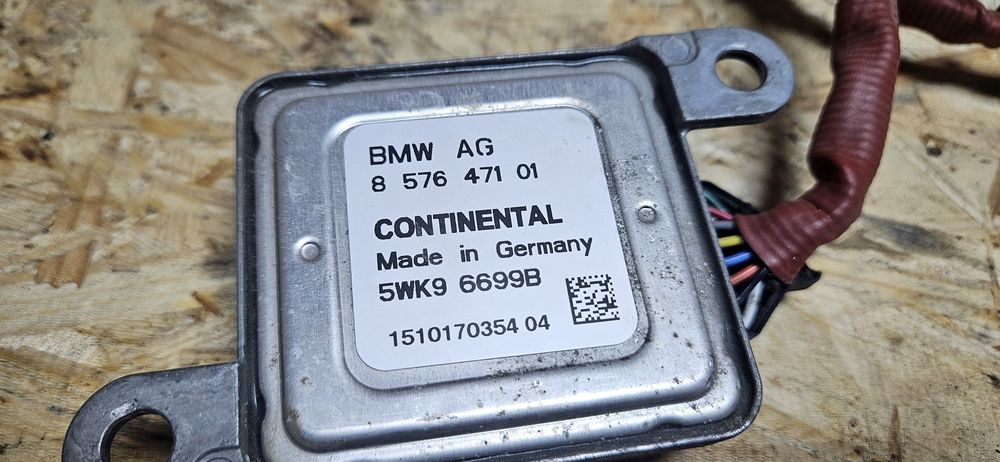 BMW AG
8 576 471 01
CONTINENTAL
Made in Germany
5WK9 6699B
1510170354 04